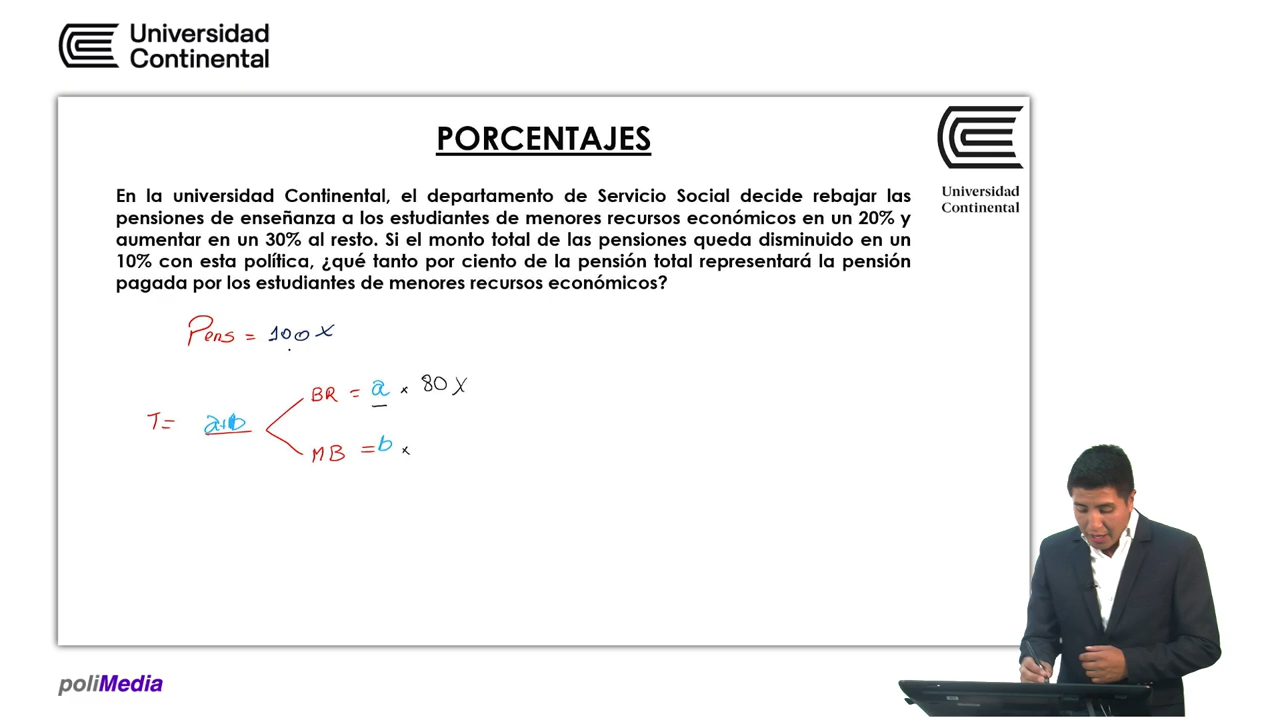 Universidad
Continental
PORCENTAJES
En la universidad Continental, el departamento de Servicio Social decide rebajar las
pensiones de enseñanza a los estudiantes de menores recursos económicos en un 20% y
aumentar en un 30% al resto. Si el monto total de las pensiones queda disminuido en un
10% con esta política, ¿qué tanto por ciento de la pensión total representará la pensión
pagada por los estudiantes de menores recursos económicos?
Universidad
Continental
Pens = 100 X
BR = a × 80 X
T= a+b
MB = b ×
poliMedia